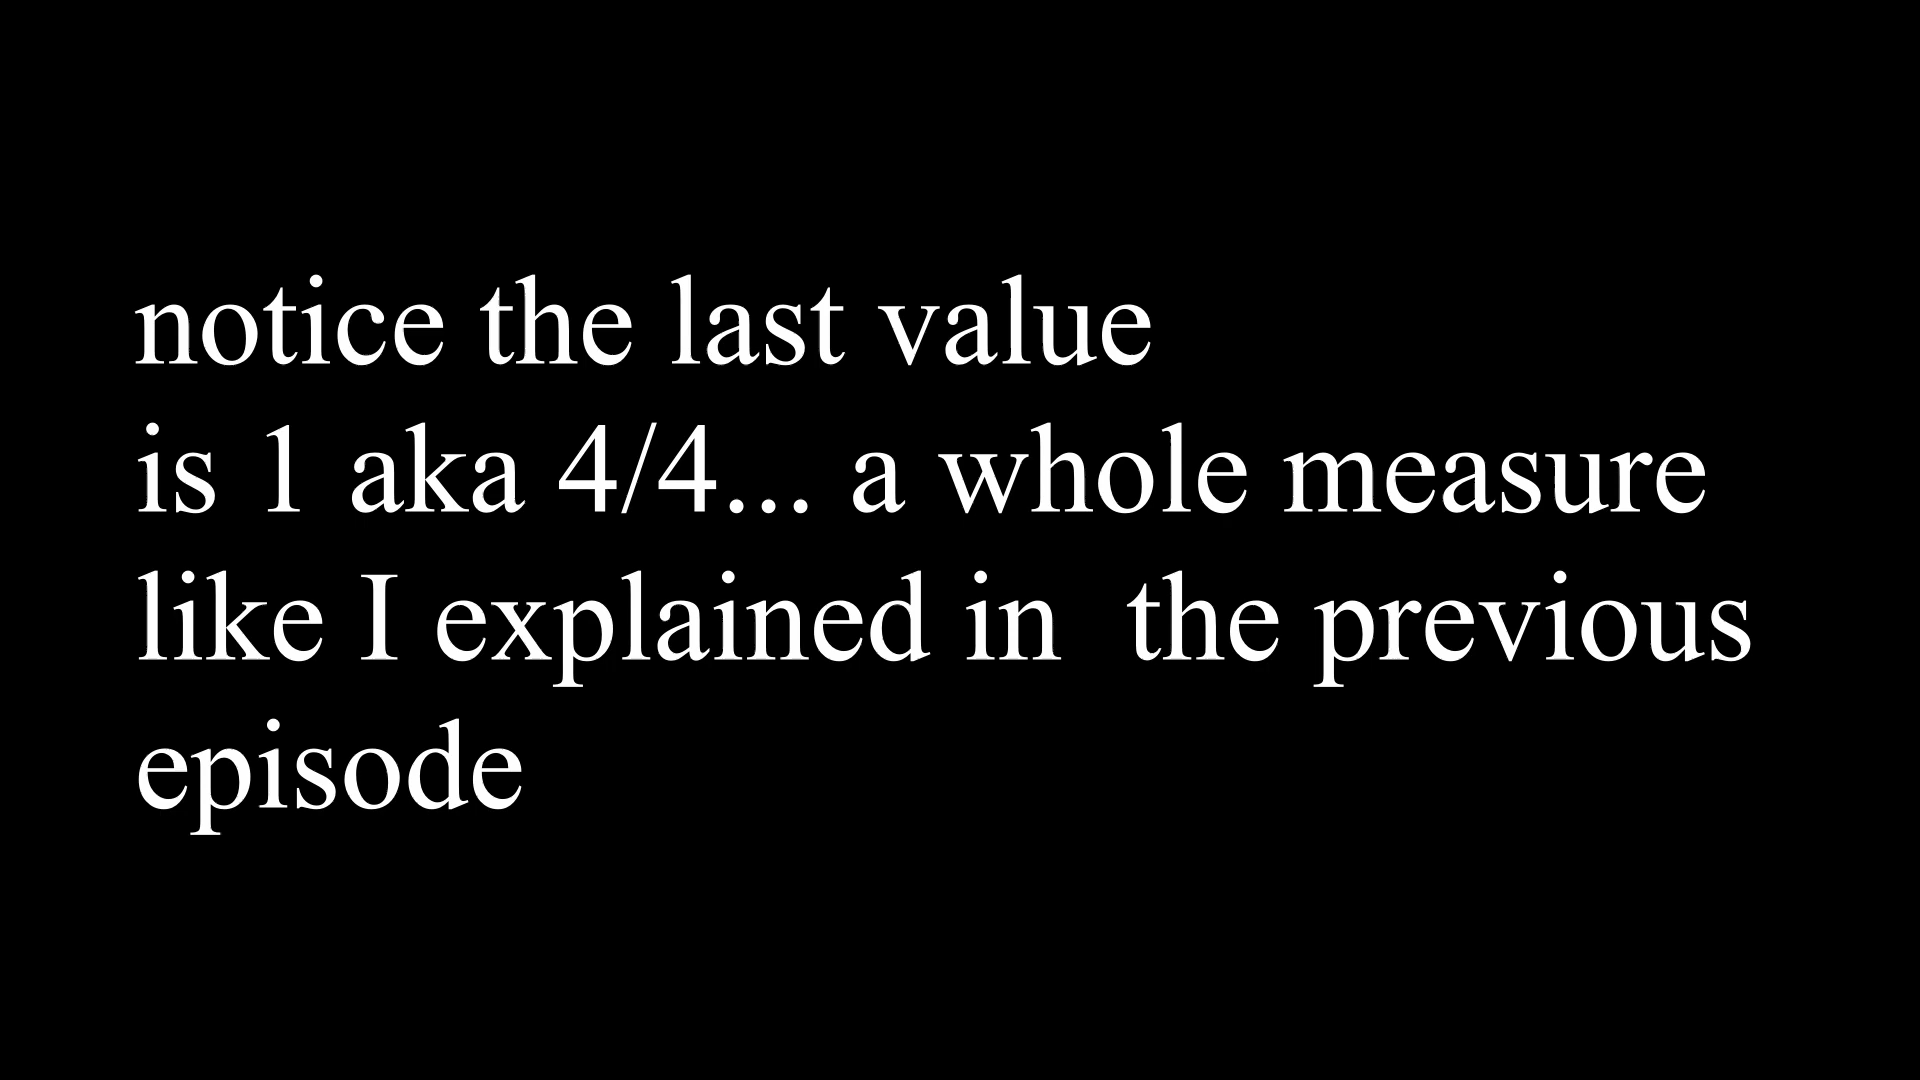 notice the last value
is 1 aka 4/4... a whole measure
like I explained in  the previous
episode